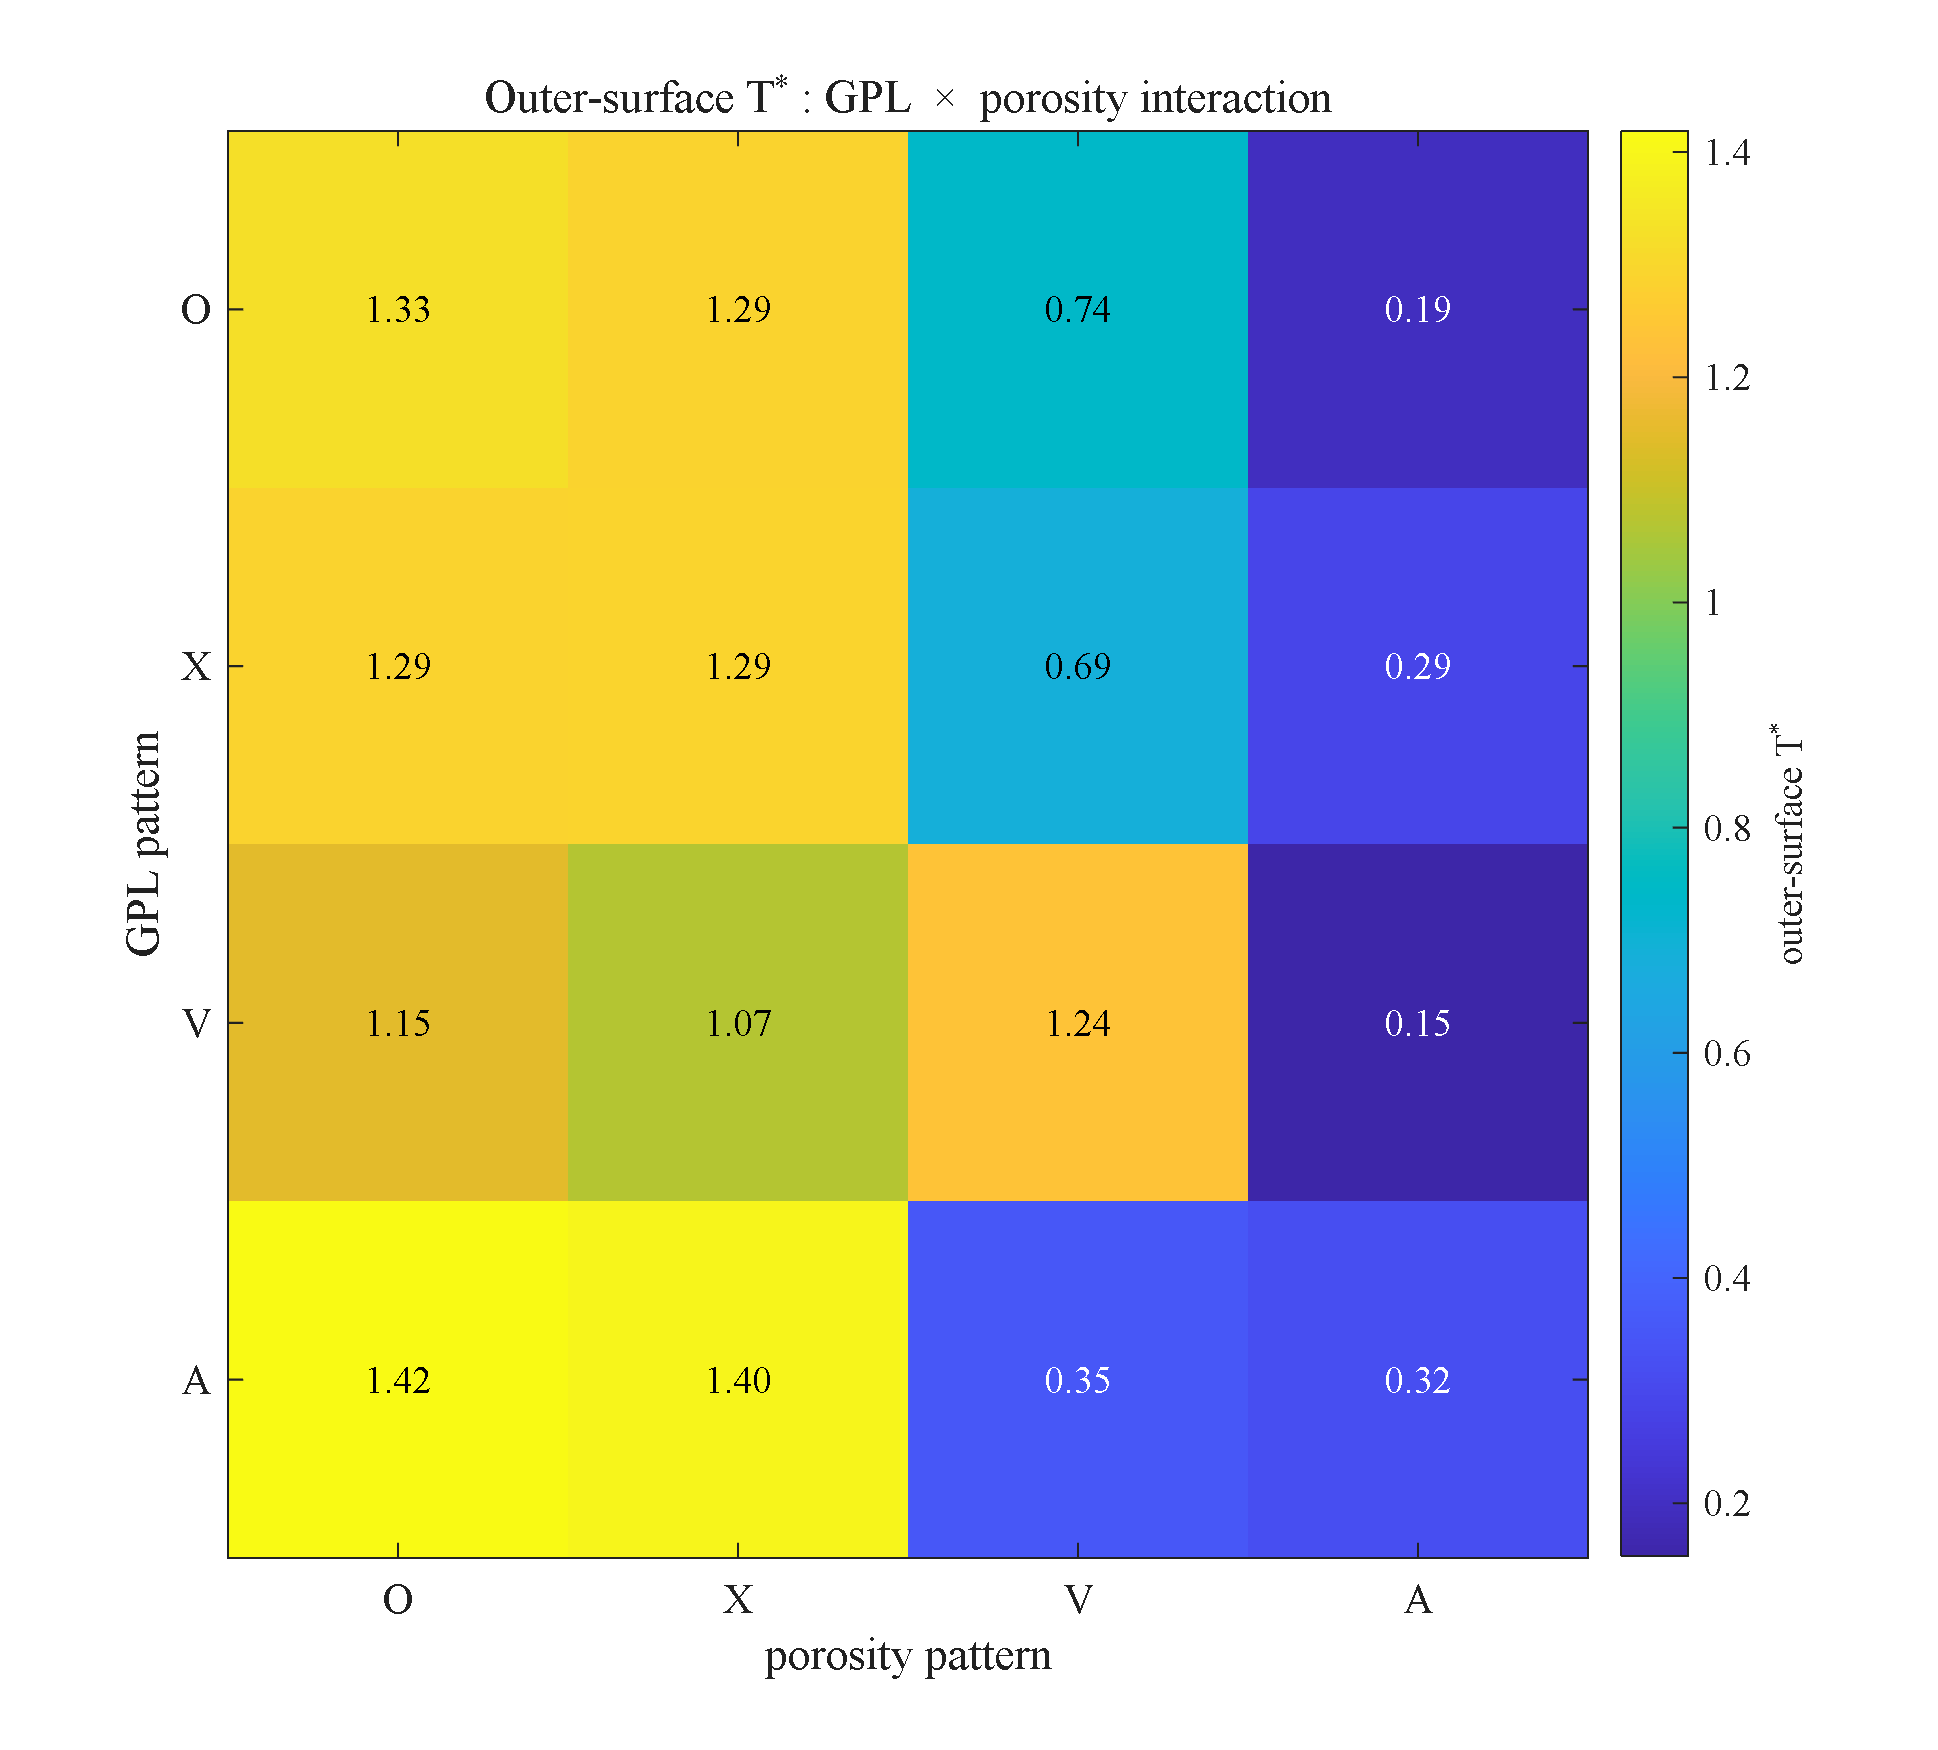 Outer-surface T* : GPL × porosity interaction
O 1.33 1.29 0.74 0.19
X 1.29 1.29 0.69 0.29
V 1.15 1.07 1.24 0.15
A 1.42 1.40 0.35 0.32
O X V A
porosity pattern
GPL pattern
1.4
1.2
1
0.8
0.6
0.4
0.2
outer-surface T*